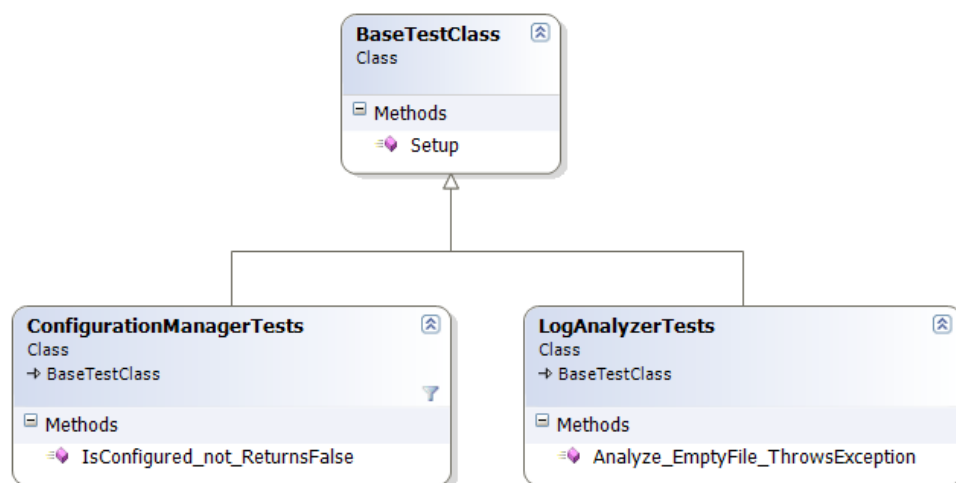 BaseTestClass
Class
Methods
Setup
ConfigurationManagerTests
Class
BaseTestClass
Methods
IsConfigured_not_ReturnsFalse
LogAnalyzerTests
Class
BaseTestClass
Methods
Analyze_EmptyFile_ThrowsException